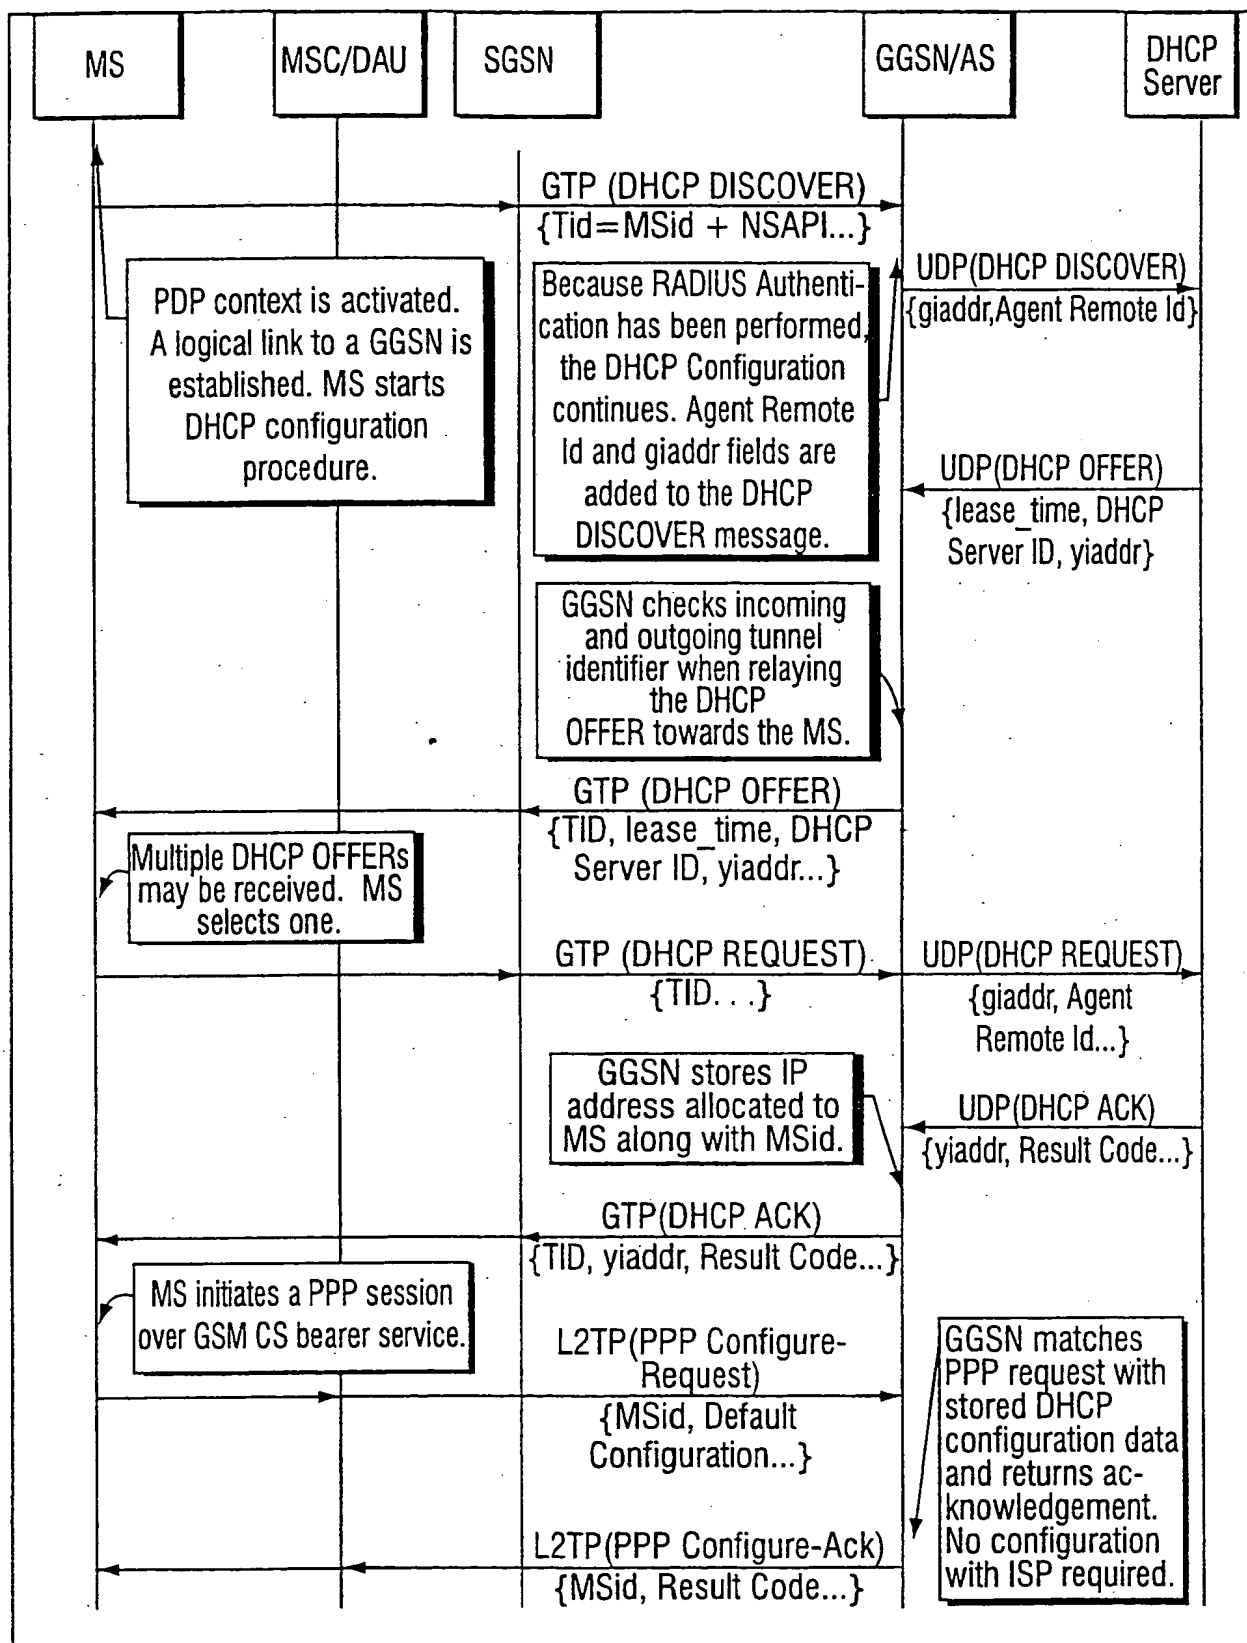 MS
MSC/DAU
SGSN
GGSN/AS
DHCP
Server
GTP (DHCP DISCOVER)
{Tid=MSid + NSAPI...}
PDP context is activated.
A logical link to a GGSN is
established. MS starts
DHCP configuration
procedure.
Because RADIUS Authenti-
cation has been performed,
the DHCP Configuration
continues. Agent Remote
Id and giaddr fields are
added to the DHCP
DISCOVER message.
UDP(DHCP DISCOVER)
{giaddr,Agent Remote Id}
UDP(DHCP OFFER)
{lease_time, DHCP
Server ID, yiaddr}
GGSN checks incoming
and outgoing tunnel
identifier when relaying
the DHCP
OFFER towards the MS.
GTP (DHCP OFFER)
{TID, lease_time, DHCP
Server ID, yiaddr...}
Multiple DHCP OFFERs
may be received. MS
selects one.
GTP (DHCP REQUEST)
{TID. . .}
UDP(DHCP REQUEST)
{giaddr, Agent
Remote Id...}
GGSN stores IP
address allocated to
MS along with MSid.
UDP(DHCP ACK)
{yiaddr, Result Code...}
GTP(DHCP ACK)
{TID, yiaddr, Result Code...}
MS initiates a PPP session
over GSM CS bearer service.
L2TP(PPP Configure-
Request)
{MSid, Default
Configuration...}
GGSN matches
PPP request with
stored DHCP
configuration data
and returns ac-
knowledgement.
No configuration
with ISP required.
L2TP(PPP Configure-Ack)
{MSid, Result Code...}